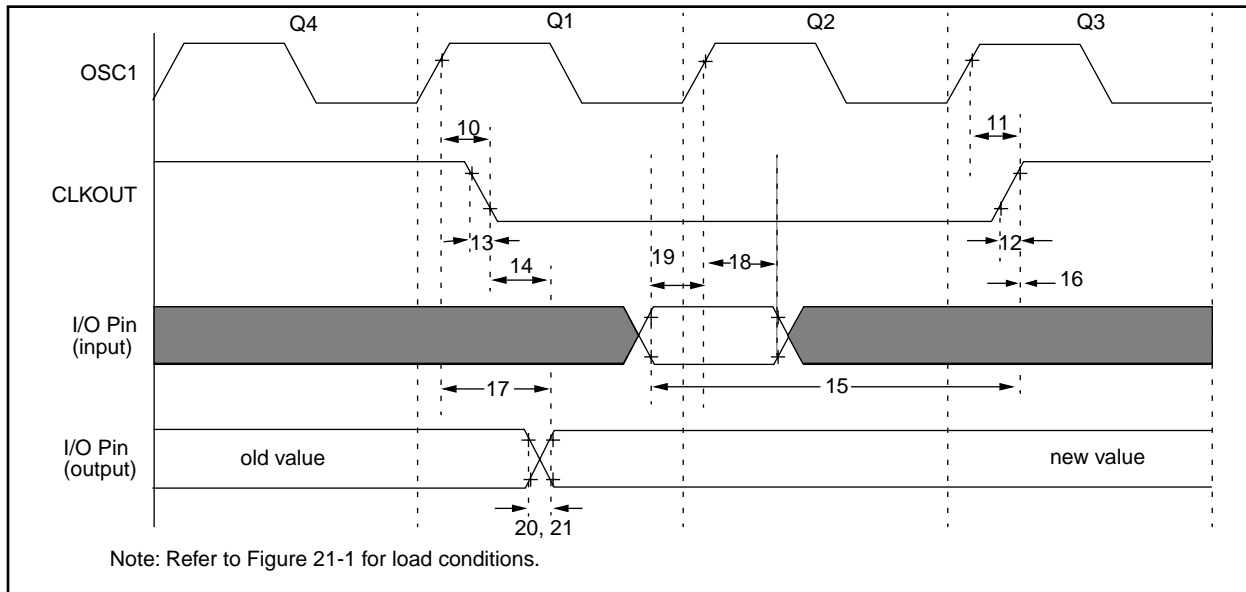 Q4 Q1 Q2 Q3
OSC1
10 11
CLKOUT
13 19 18 12
14 16
I/O Pin
(input)
17 15
I/O Pin
(output)
old value new value
20, 21
Note: Refer to Figure 21-1 for load conditions.